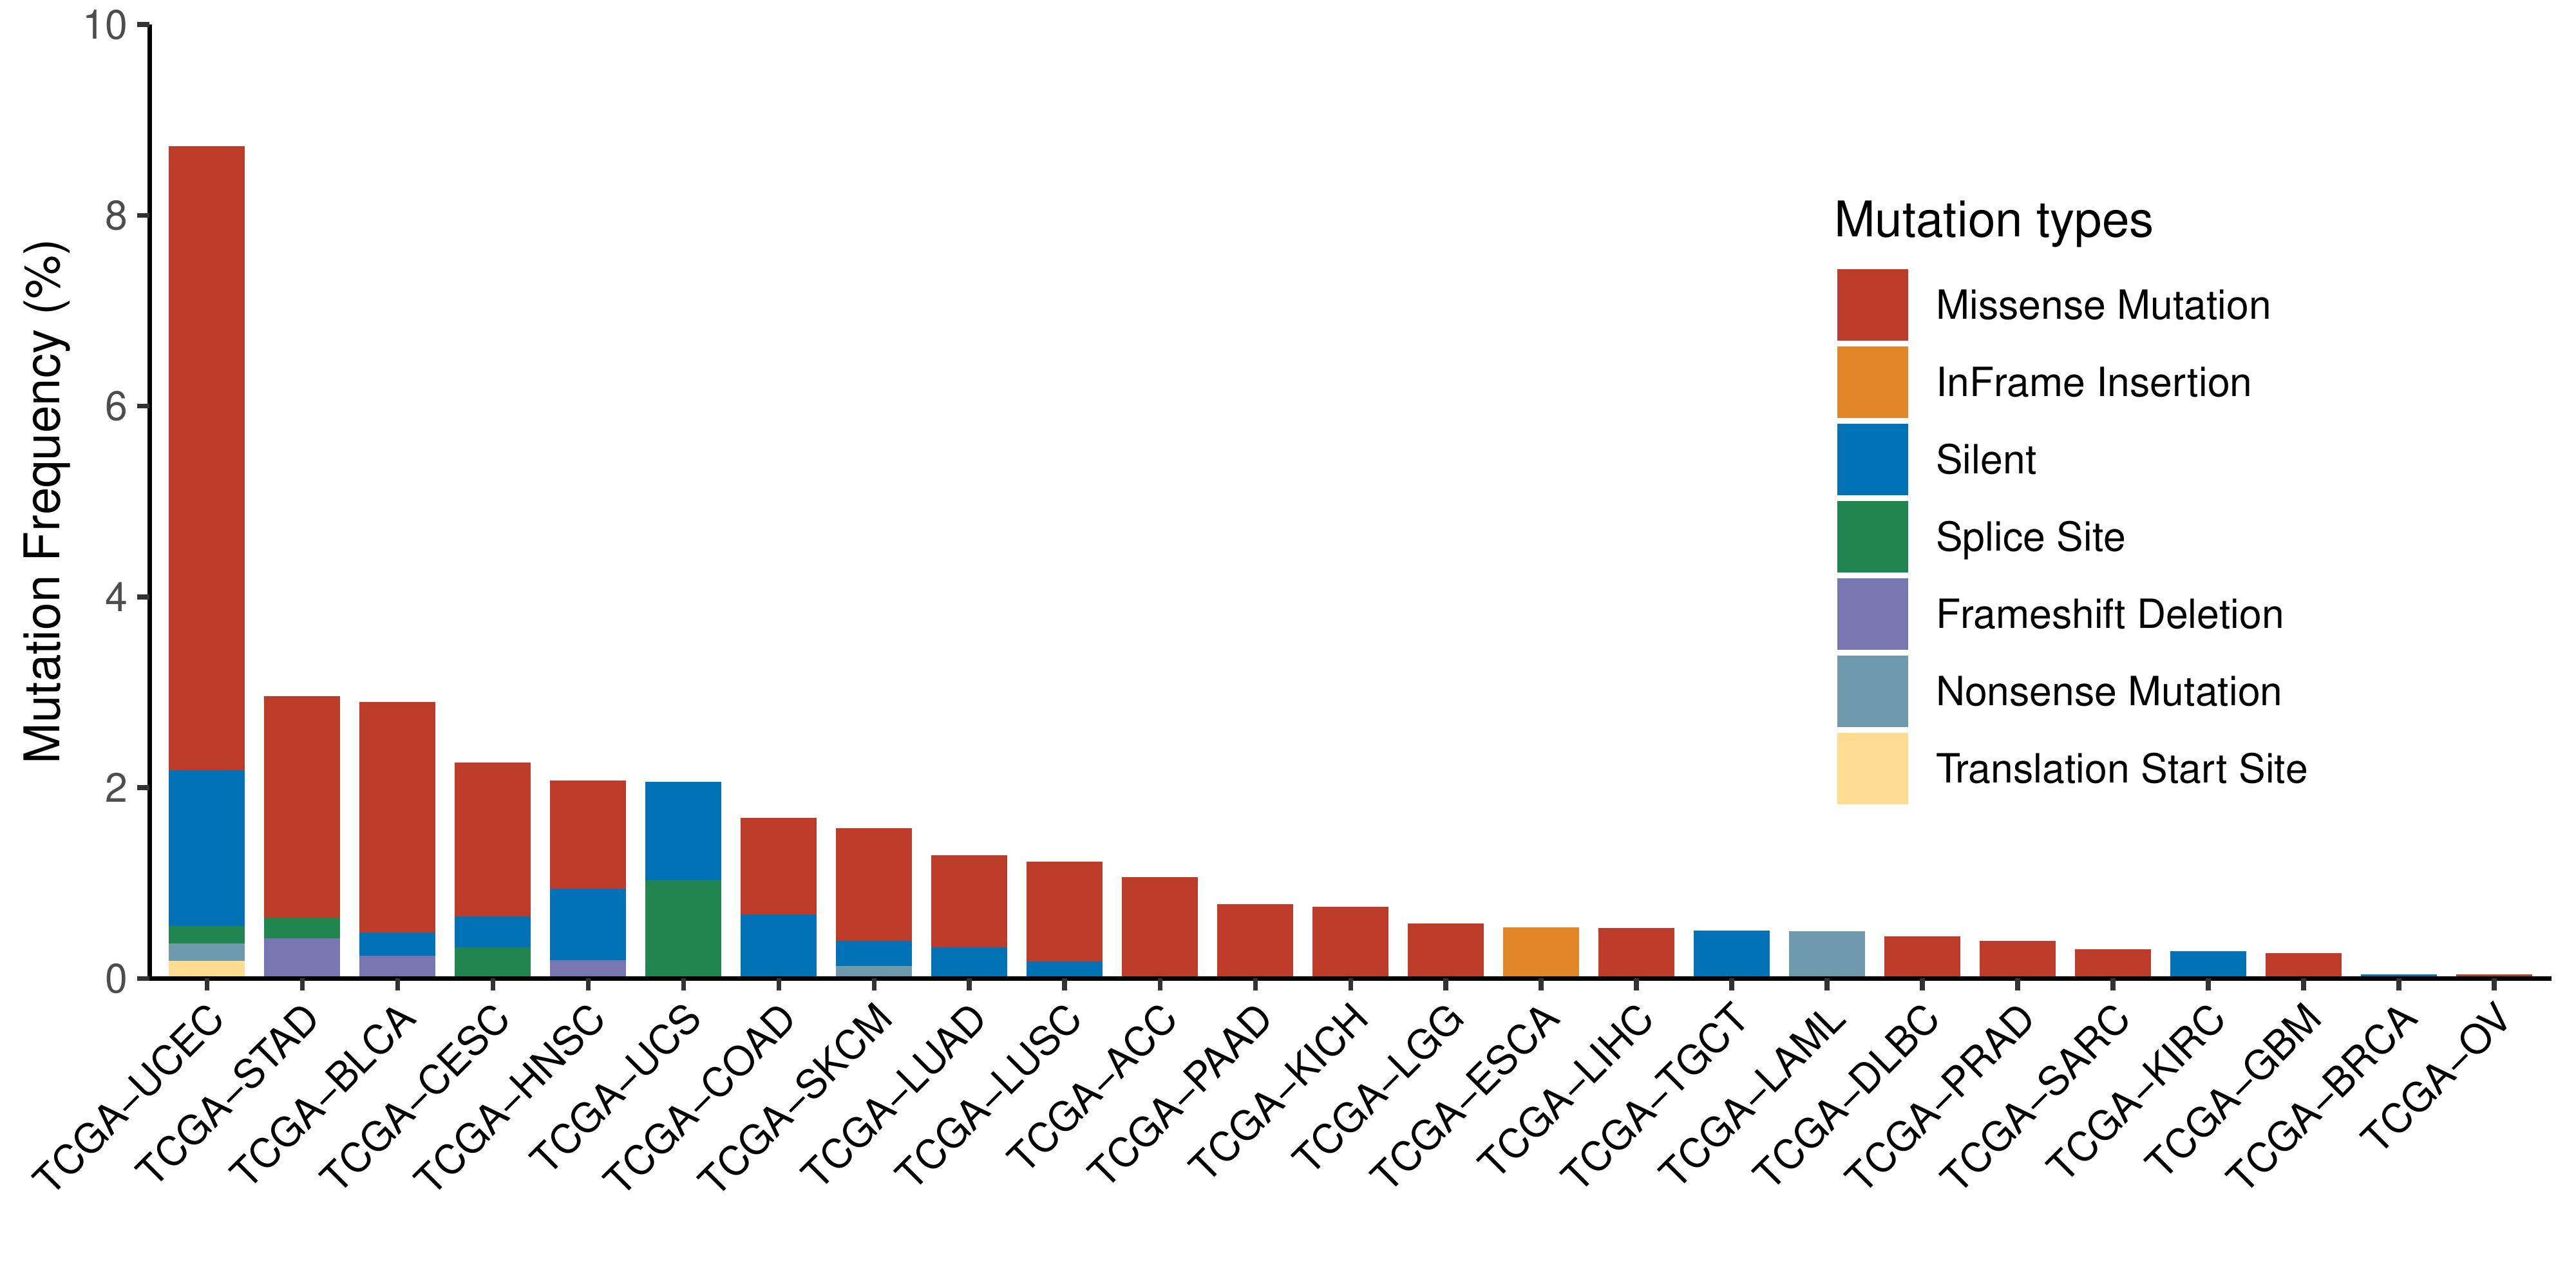 Mutation Frequency (%)
10
8
6
4
2
0
Mutation types
Missense Mutation
InFrame Insertion
Silent
Splice Site
Frameshift Deletion
Nonsense Mutation
Translation Start Site
TCGA−UCEC
TCGA−STAD
TCGA−BLCA
TCGA−CESC
TCGA−HNSC
TCGA−UCS
TCGA−COAD
TCGA−SKCM
TCGA−LUAD
TCGA−LUSC
TCGA−ACC
TCGA−PAAD
TCGA−KICH
TCGA−LGG
TCGA−ESCA
TCGA−LIHC
TCGA−TGCT
TCGA−LAML
TCGA−DLBC
TCGA−PRAD
TCGA−SARC
TCGA−KIRC
TCGA−GBM
TCGA−BRCA
TCGA−OV